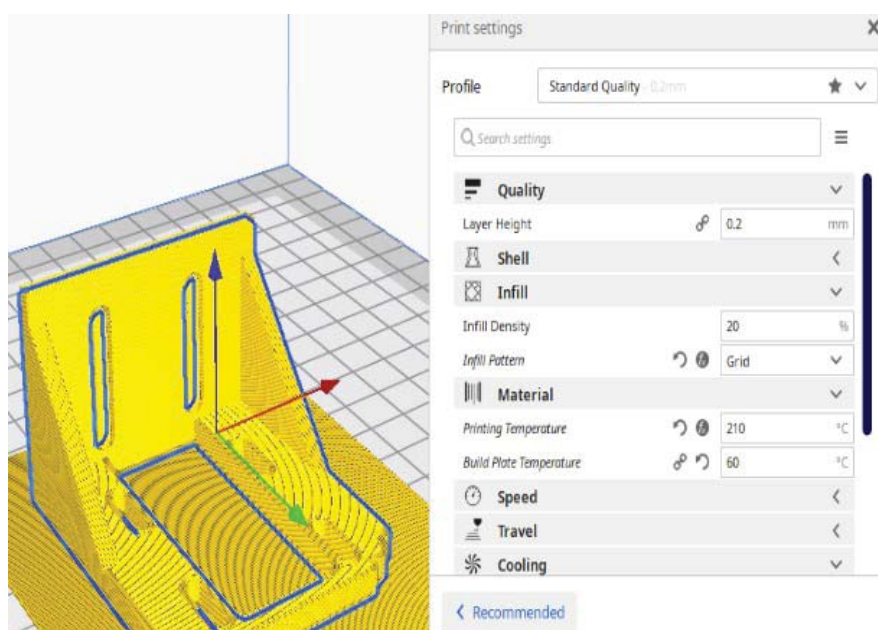 Print settings
Profile Standard Quality - 0.2mm
Search settings
Quality
Layer Height 0.2 mm
Shell
Infill
Infill Density 20 %
Infill Pattern Grid
Material
Printing Temperature 210 °C
Build Plate Temperature 60 °C
Speed
Travel
Cooling
Recommended